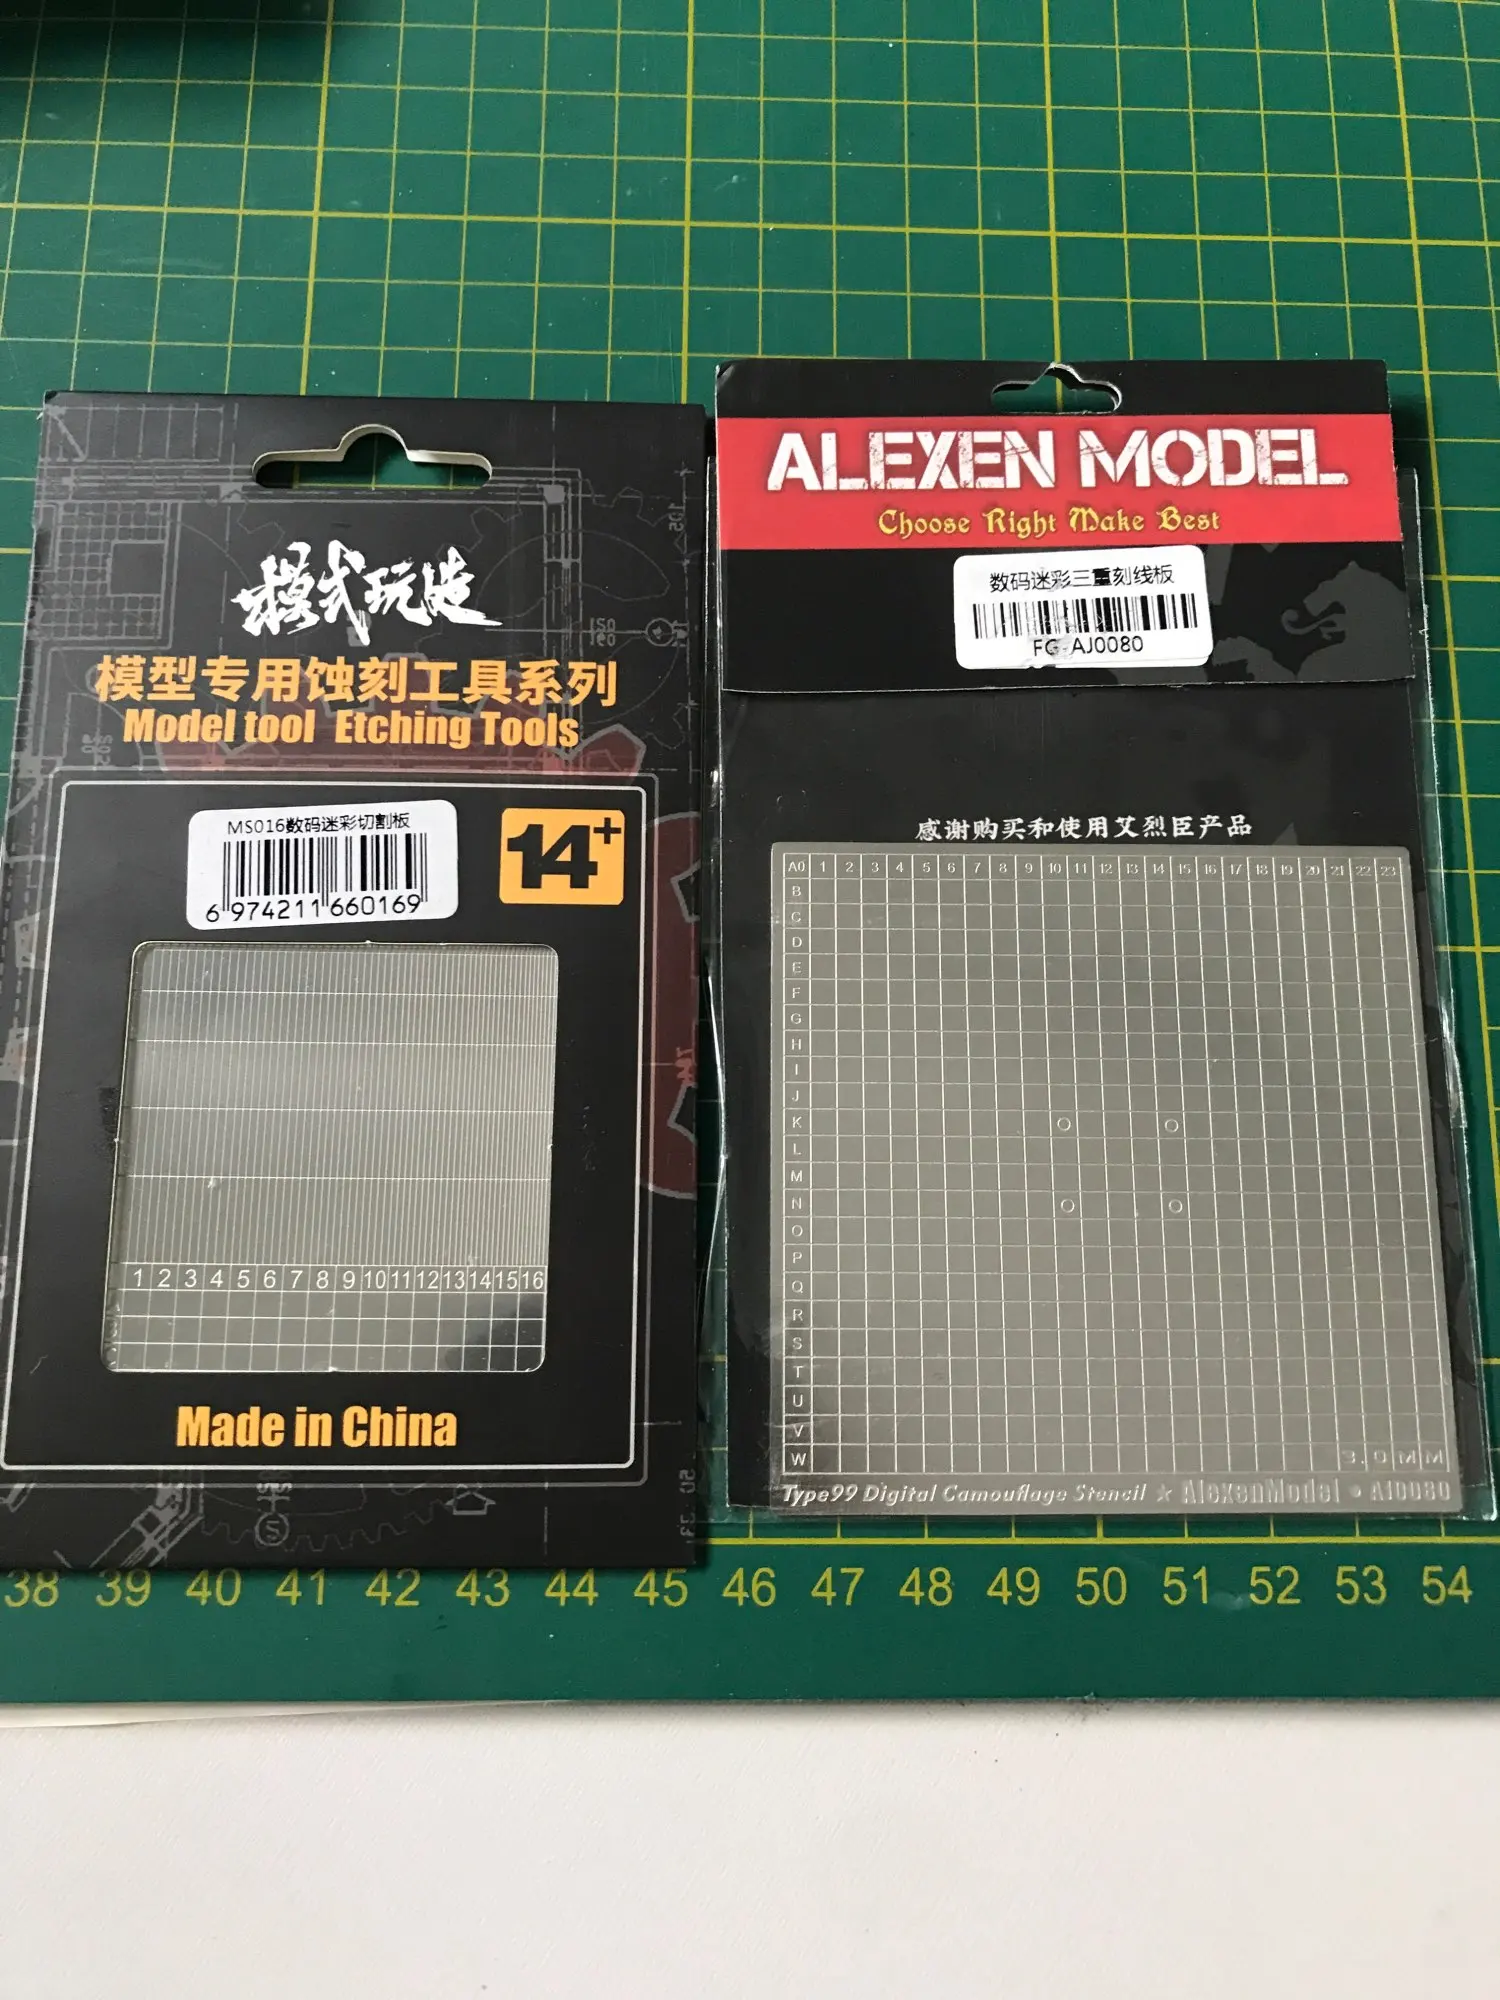 模式玩造
模型专用蚀刻工具系列
Model tool Etching Tools
MS016数码迷彩切割板
6 974211 660169
14+
1 2 3 4 5 6 7 8 9 10 11 12 13 14 15 16
Made in China
ALEXEN MODEL
Choose Right Make Best
数码迷彩三重刻线板
FG-AJ0080
感谢购买和使用艾烈臣产品
A0 1 2 3 4 5 6 7 8 9 10 11 12 13 14 15 16 17 18 19 20 21 22 23
B
C
D
E
F
G
H
I
J
K
L
M
N
O
P
Q
R
S
T
U
V
W
3.0MM
Type99 Digital Camouflage Stencil ★ AlexenModel ● AJ0080
38 39 40 41 42 43 44 45 46 47 48 49 50 51 52 53 54